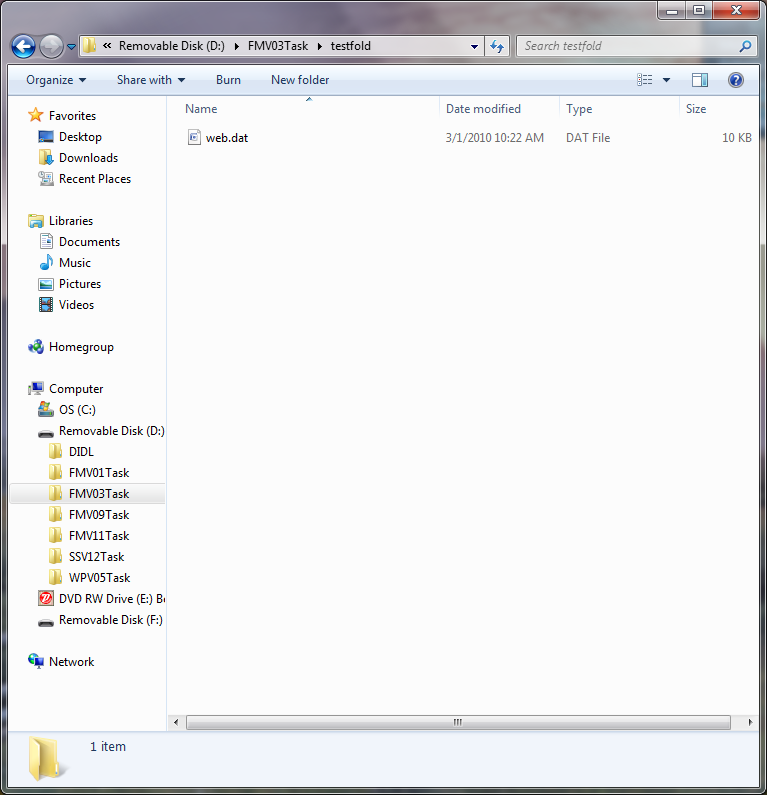 « Removable Disk (D:) FMV03Task testfold Search testfold
Organize Share with Burn New folder
Name Date modified Type Size
web.dat 3/1/2010 10:22 AM DAT File 10 KB
Favorites
Desktop
Downloads
Recent Places
Libraries
Documents
Music
Pictures
Videos
Homegroup
Computer
OS (C:)
Removable Disk (D:)
DIDL
FMV01Task
FMV03Task
FMV09Task
FMV11Task
SSV12Task
WPV05Task
DVD RW Drive (E:) Be
Removable Disk (F:)
Network
1 item